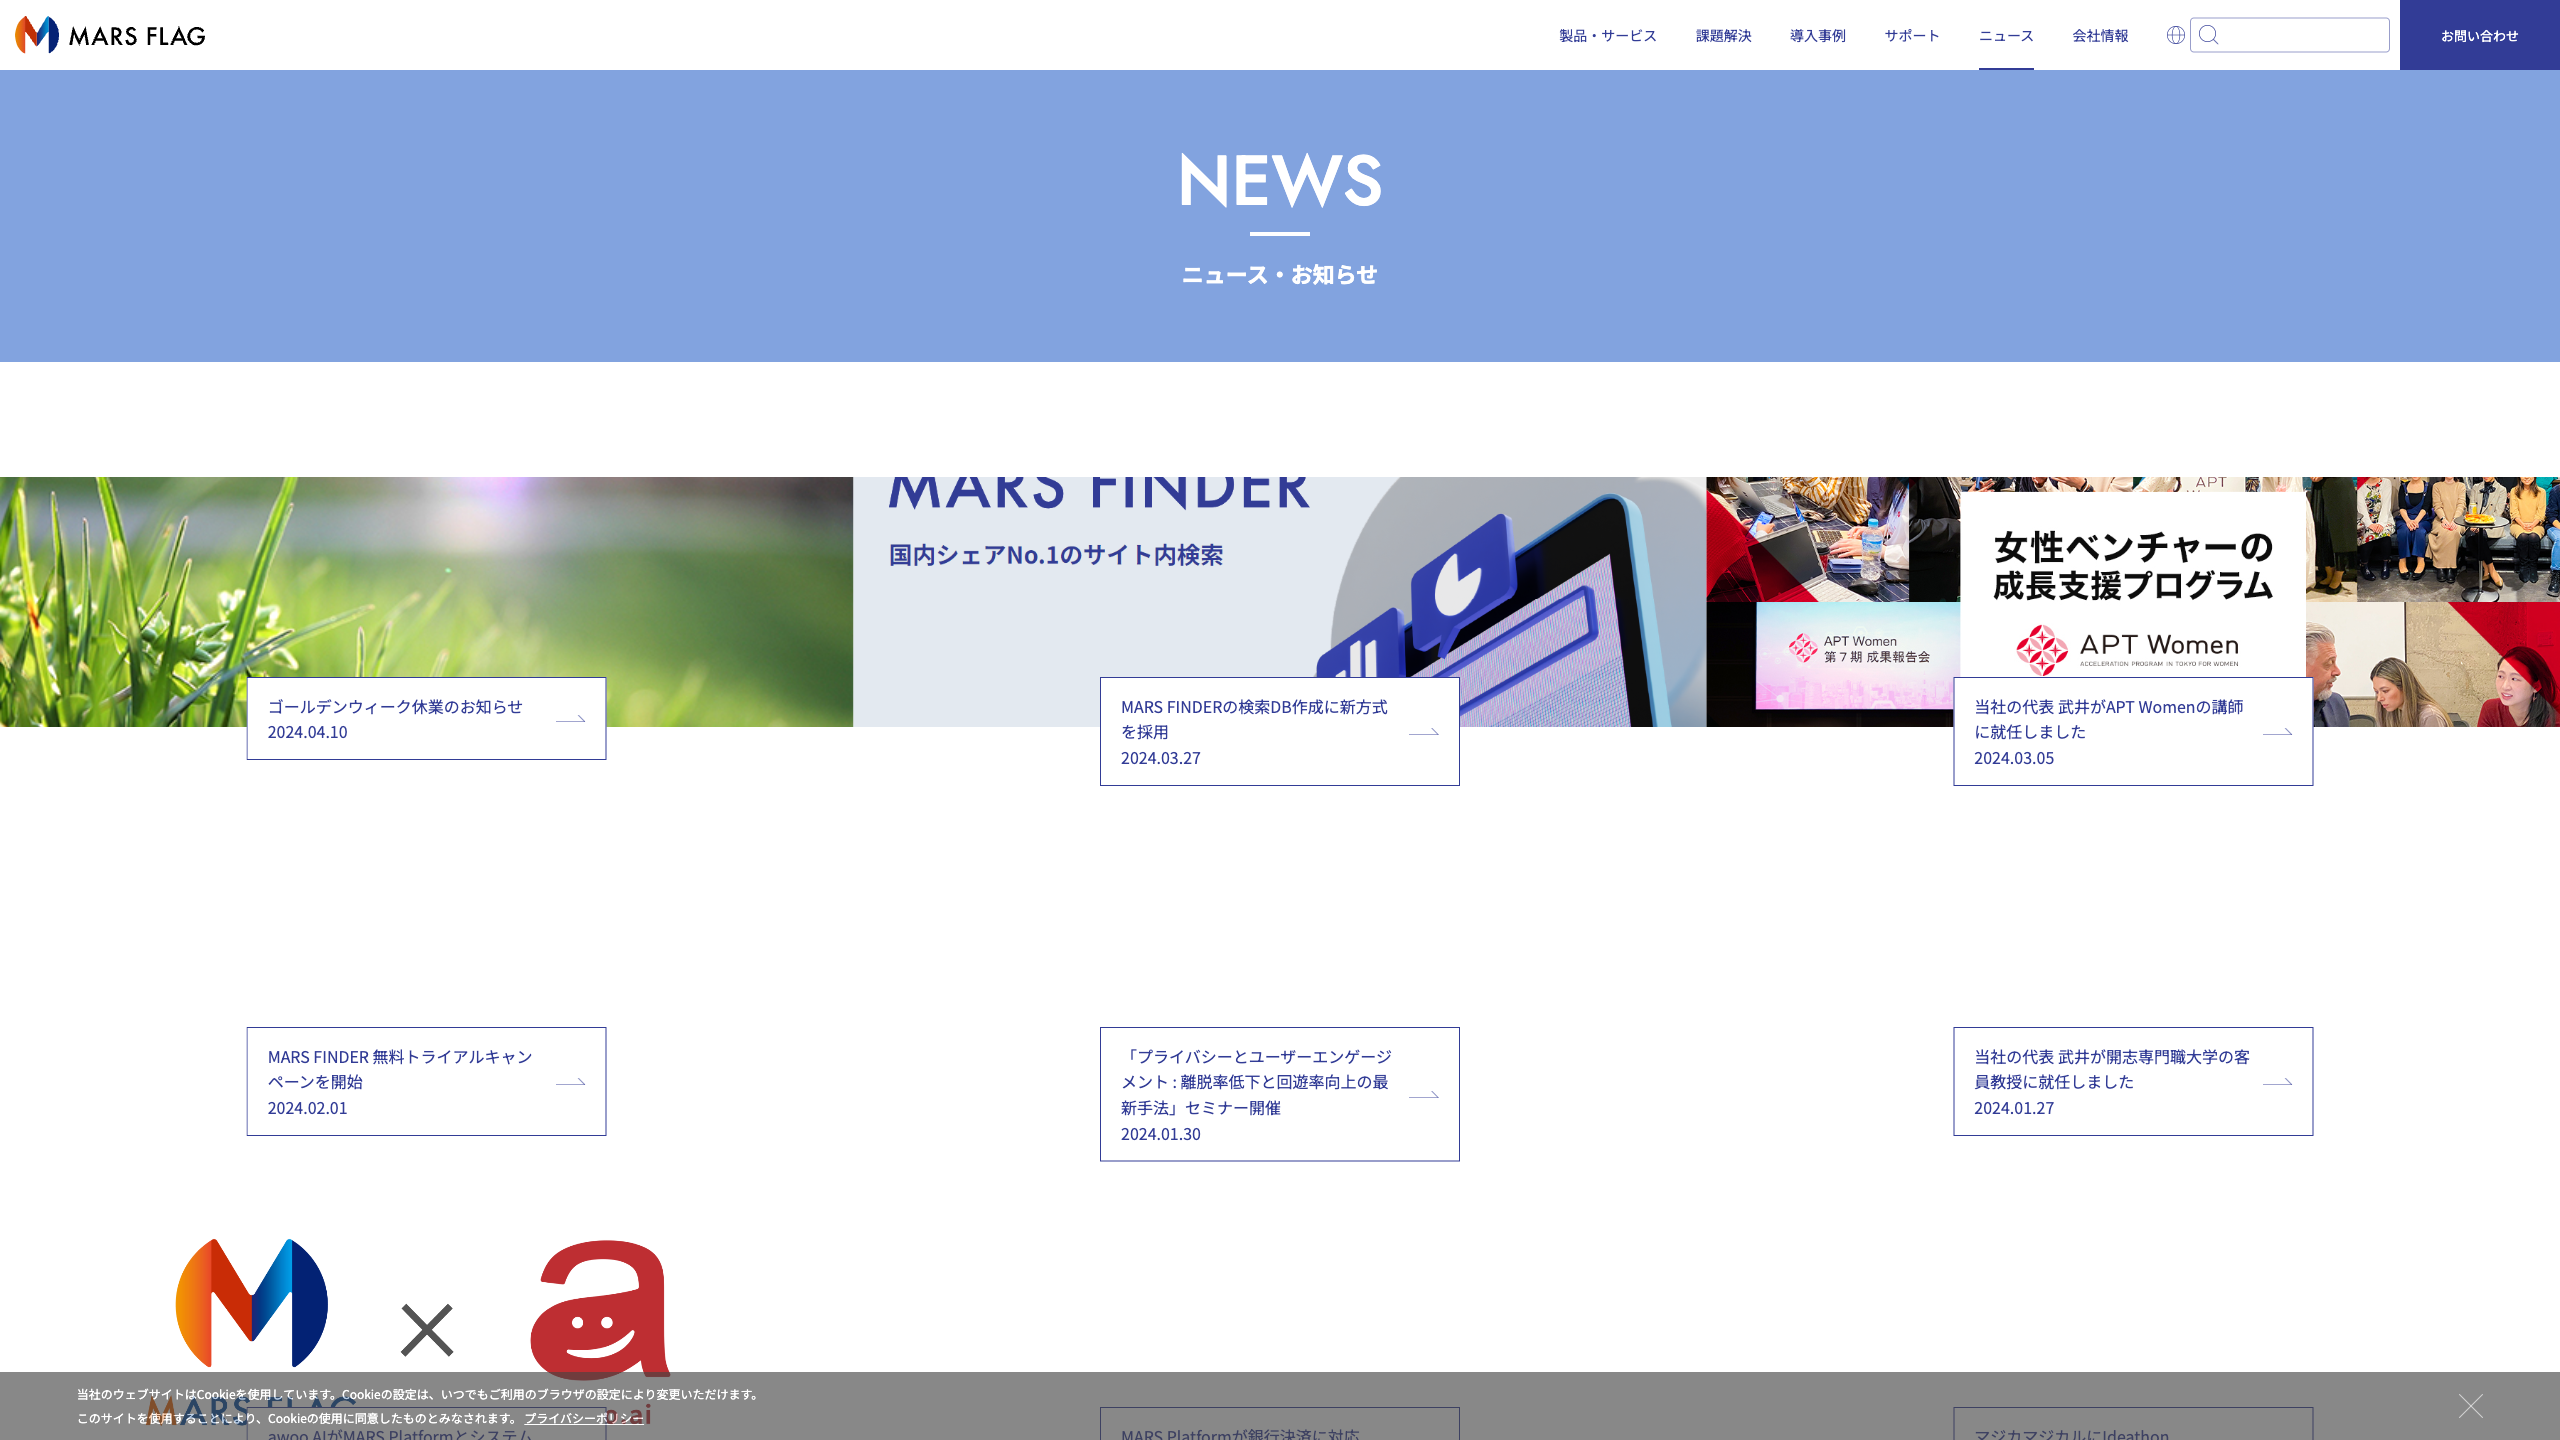 MARS FLAG
製品・サービス
課題解決
導入事例
サポート
ニュース
会社情報
お問い合わせ
NEWS
ニュース・お知らせ
MARS FINDER
国内シェアNo.1のサイト内検索
APT
女性ベンチャーの
成長支援プログラム
APT Women
ACCELERATION PROGRAM IN TOKYO FOR WOMEN
APT Women
第7期 成果報告会
ゴールデンウィーク休業のお知らせ
2024.04.10
MARS FINDERの検索DB作成に新方式
を採用
2024.03.27
当社の代表 武井がAPT Womenの講師
に就任しました
2024.03.05
MARS FINDER 無料トライアルキャン
ペーンを開始
2024.02.01
「プライバシーとユーザーエンゲージ
メント : 離脱率低下と回遊率向上の最
新手法」セミナー開催
2024.01.30
当社の代表 武井が開志専門職大学の客
員教授に就任しました
2024.01.27
MARS FLAG
当社のウェブサイトはCookieを使用しています。Cookieの設定は、いつでもご利用のブラウザの設定により変更いただけます。
このサイトを使用することにより、Cookieの使用に同意したものとみなされます。 プライバシーポリシー
awoo AIがMARS Platformとシステム
MARS Platformが銀行決済に対応
マジカマジカルにIdeathon